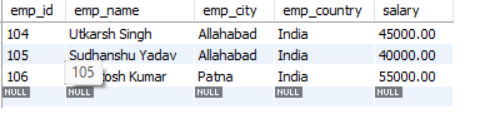 emp_id emp_name emp_city emp_country salary
104 Utkarsh Singh Allahabad India 45000.00
105 Sudhanshu Yadav Allahabad India 40000.00
106 105 osh Kumar Patna India 55000.00
NULL NULL NULL NULL NULL